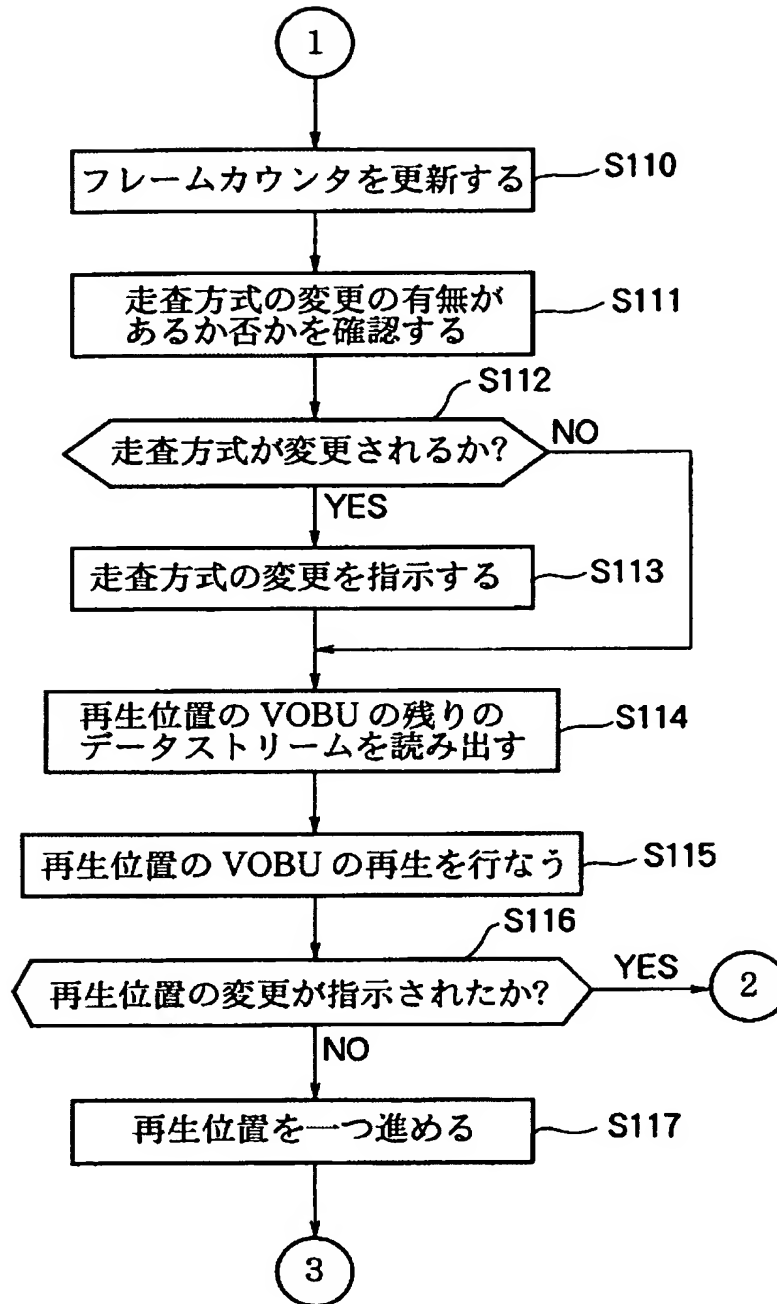 1
フレームカウンタを更新する
S110
走査方式の変更の有無が
あるか否かを確認する
S111
S112
走査方式が変更されるか?
NO
YES
走査方式の変更を指示する
S113
再生位置の VOBU の残りの
データストリームを読み出す
S114
再生位置の VOBU の再生を行なう
S115
S116
再生位置の変更が指示されたか?
YES
2
NO
再生位置を一つ進める
S117
3